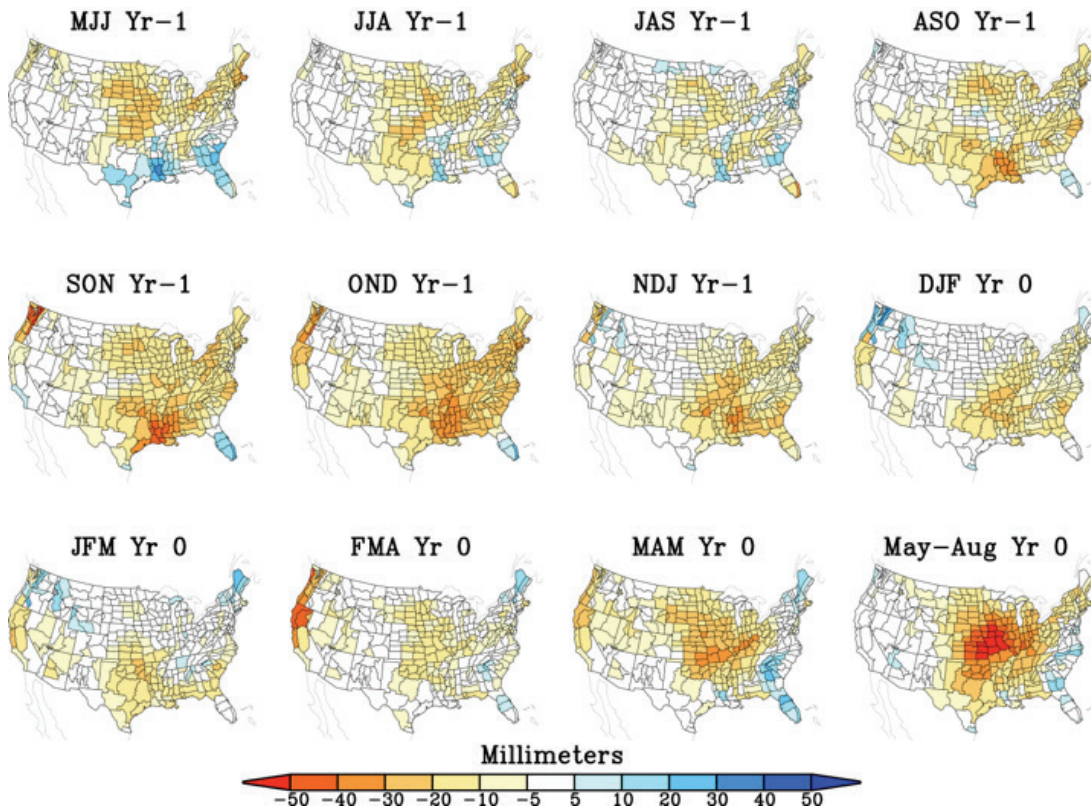 MJJ Yr-1 JJA Yr-1 JAS Yr-1 ASO Yr-1
SON Yr-1 OND Yr-1 NDJ Yr-1 DJF Yr 0
JFM Yr 0 FMA Yr 0 MAM Yr 0 May-Aug Yr 0
Millimeters
-50 -40 -30 -20 -10 -5 5 10 20 30 40 50